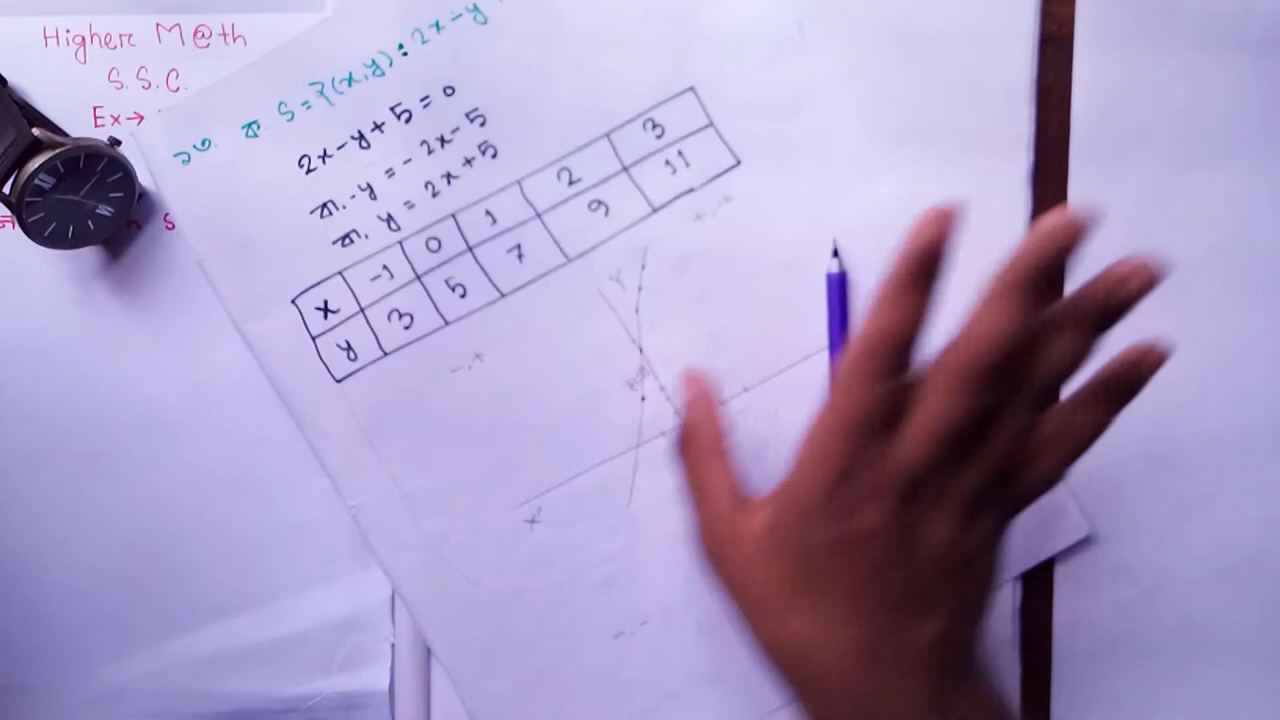 Higher M@th
S.S.C.
Ex→
২৬. ক. S = {(x,y) : 2x-y
2x-y+5=0
বা, -y = -2x-5
বা, y = 2x+5
x -1 0 1 2 3
y 3 5 7 9 11
+,+
Y
-,+
X'
-,-
s